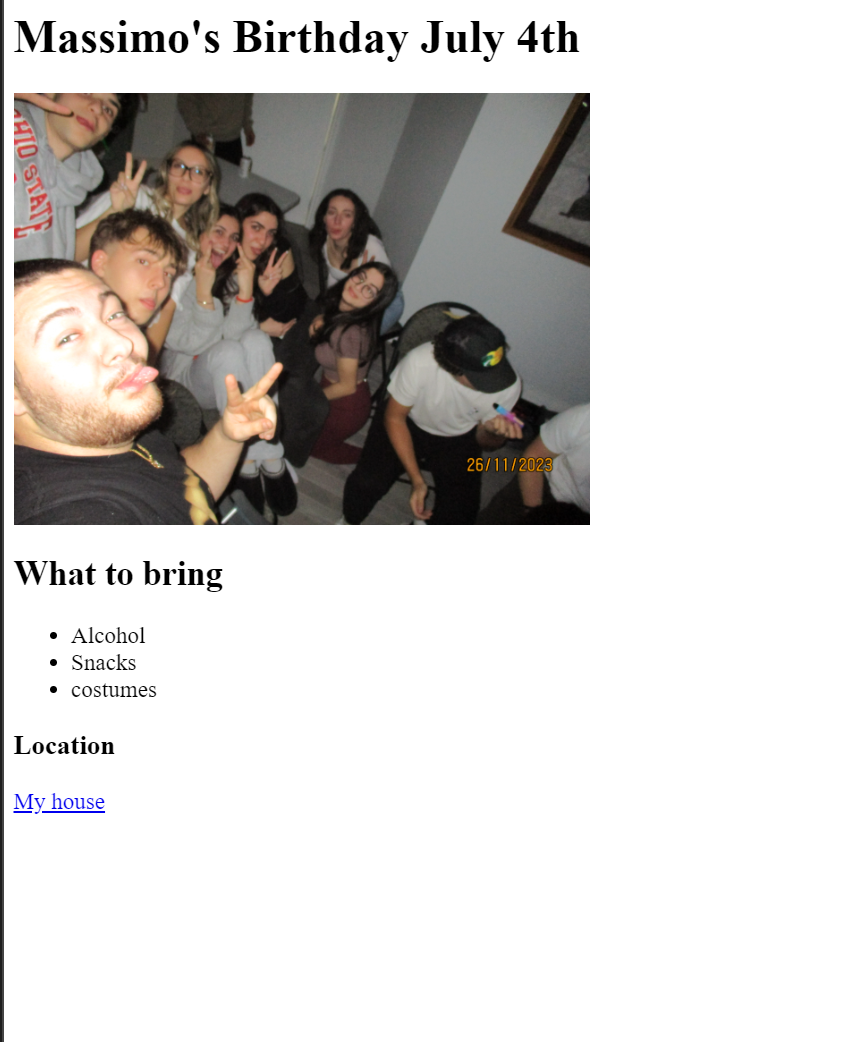 Massimo's Birthday July 4th
OHIO STATE
26/11/2023
What to bring
Alcohol
Snacks
costumes
Location
My house